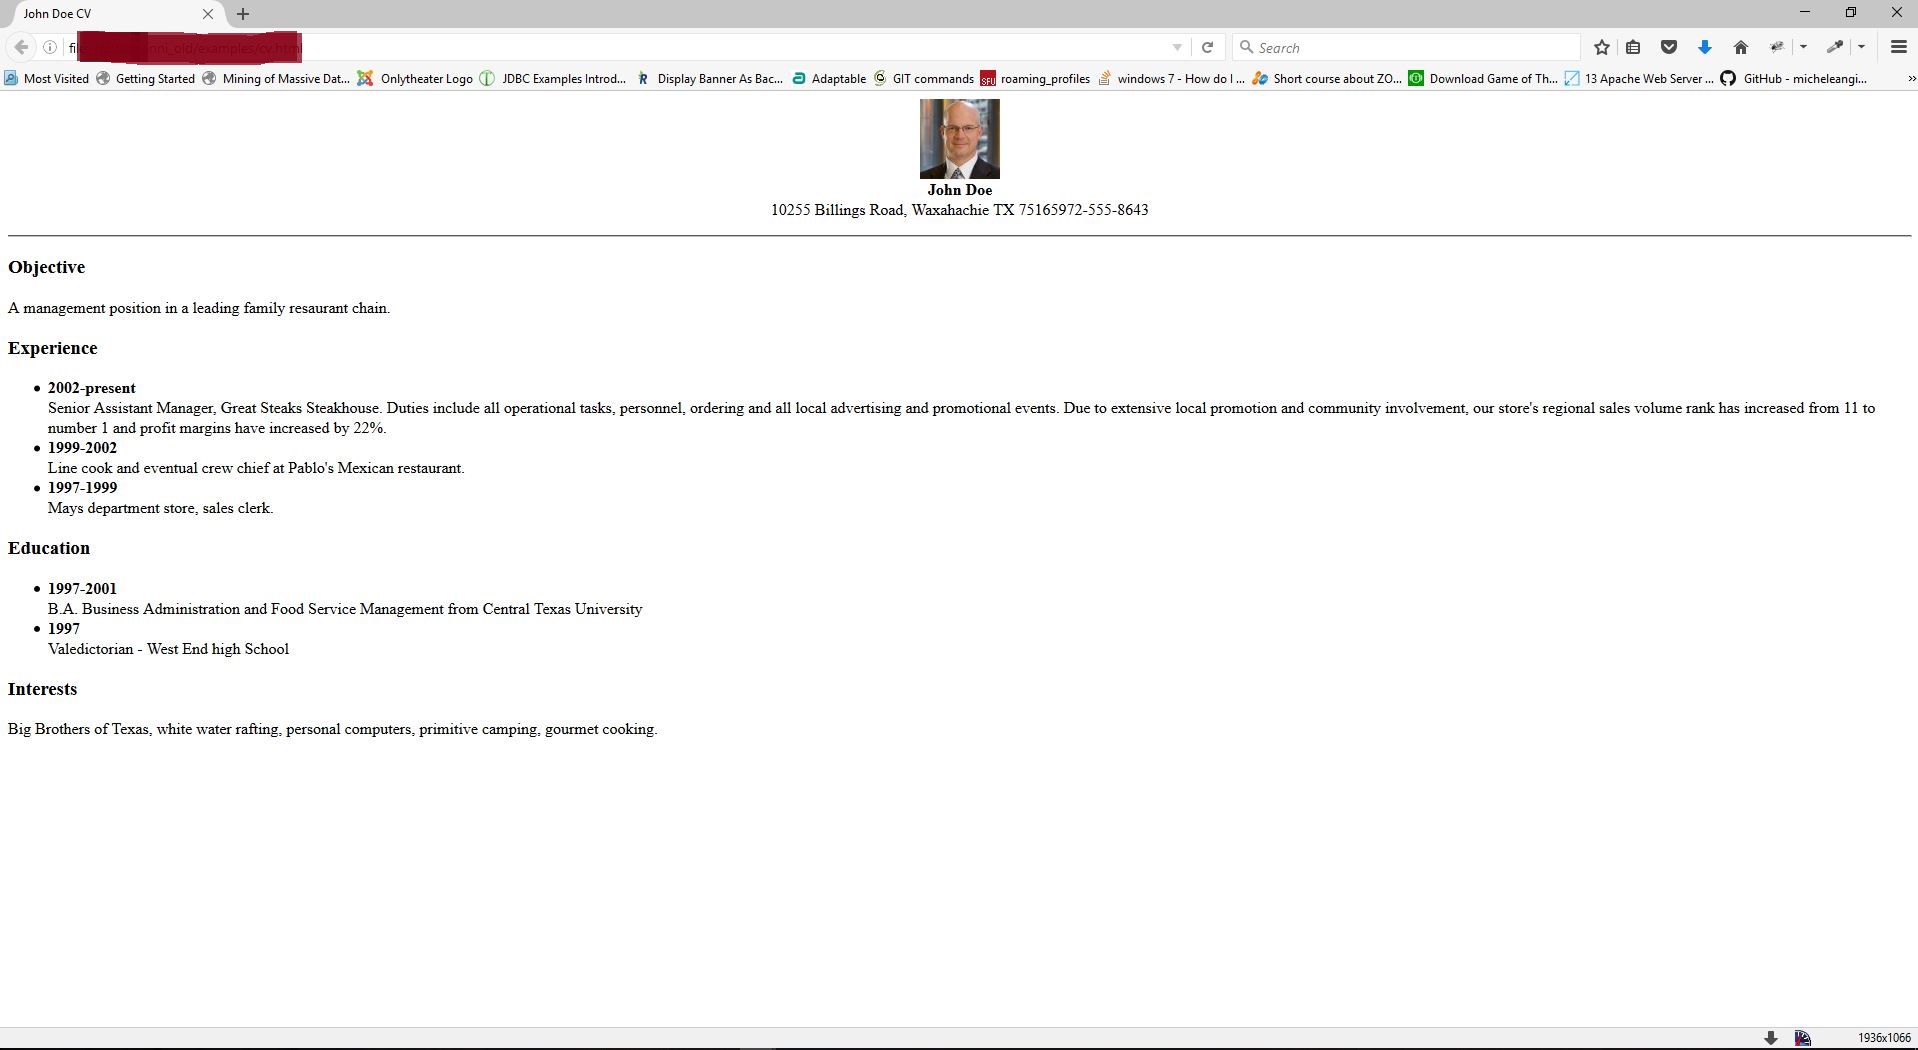 John Doe CV
Search
Most Visited Getting Started Mining of Massive Dat... Onlytheater Logo JDBC Examples Introd... Display Banner As Bac... Adaptable GIT commands roaming_profiles windows 7 - How do I ... Short course about ZO... Download Game of Th... 13 Apache Web Server ... GitHub - micheleangi...
John Doe
10255 Billings Road, Waxahachie TX 75165972-555-8643
Objective
A management position in a leading family resaurant chain.
Experience
2002-present
Senior Assistant Manager, Great Steaks Steakhouse. Duties include all operational tasks, personnel, ordering and all local advertising and promotional events. Due to extensive local promotion and community involvement, our store's regional sales volume rank has increased from 11 to
number 1 and profit margins have increased by 22%.
1999-2002
Line cook and eventual crew chief at Pablo's Mexican restaurant.
1997-1999
Mays department store, sales clerk.
Education
1997-2001
B.A. Business Administration and Food Service Management from Central Texas University
1997
Valedictorian - West End high School
Interests
Big Brothers of Texas, white water rafting, personal computers, primitive camping, gourmet cooking.
1936x1066